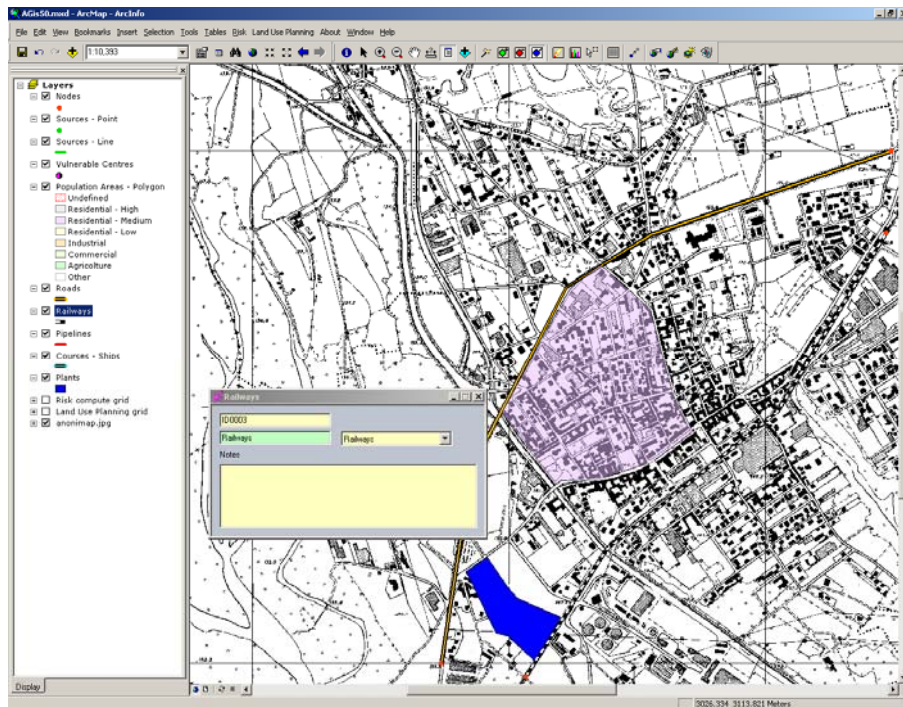 AGis50.mxd - ArcMap - ArcInfo
File Edit View Bookmarks Insert Selection Tools Tables Risk Land Use Planning About Window Help
1:10,393
Layers
Nodes
Sources - Point
Sources - Line
Vulnerable Centres
Population Areas - Polygon
Undefined
Residential - High
Residential - Medium
Residential - Low
Industrial
Commercial
Agricolture
Other
Roads
Railways
Pipelines
Courses - Ships
Plants
Risk compute grid
Land Use Planning grid
anonimap.jpg
Railways
ID0003
Railways Railways
Notes
Display
3026.334 3113.821 Meters